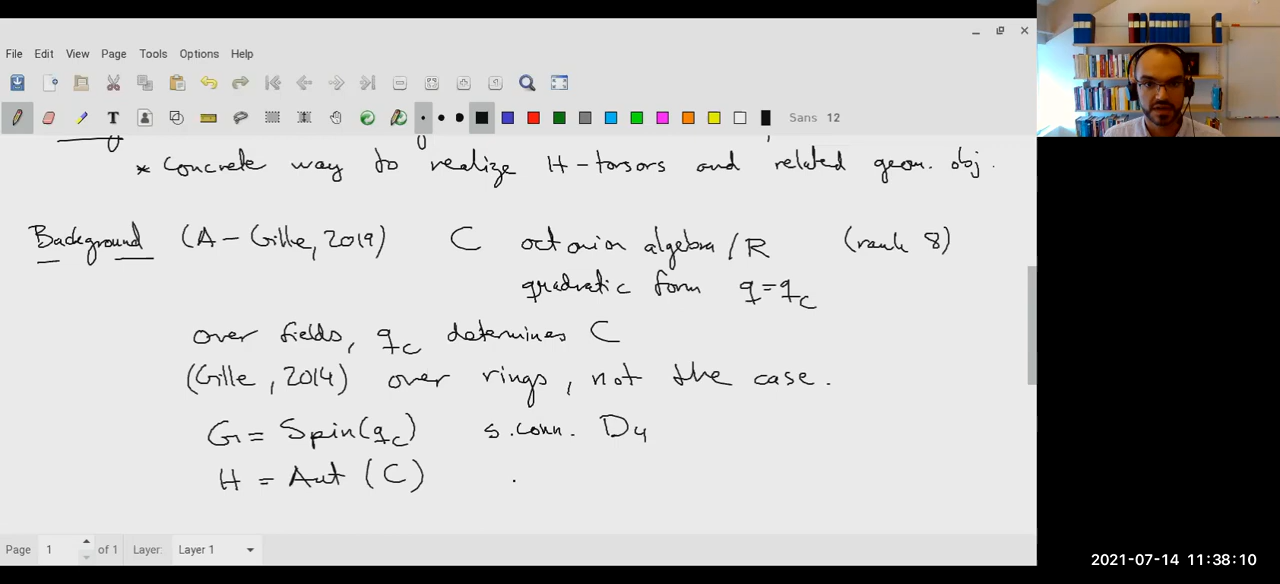 File Edit View Page Tools Options Help
Sans 12
* Concrete way to realize H-torsors and related geom. obj.
Background (A-Gille, 2019) C octonion algebra/R (rank 8)
quadratic form q=q_C
over fields, q_C determines C
(Gille, 2014) over rings, not the case.
G = Spin(q_C) s.conn. D4
H = Aut (C)
Page 1 of 1 Layer: Layer 1
2021-07-14 11:38:10